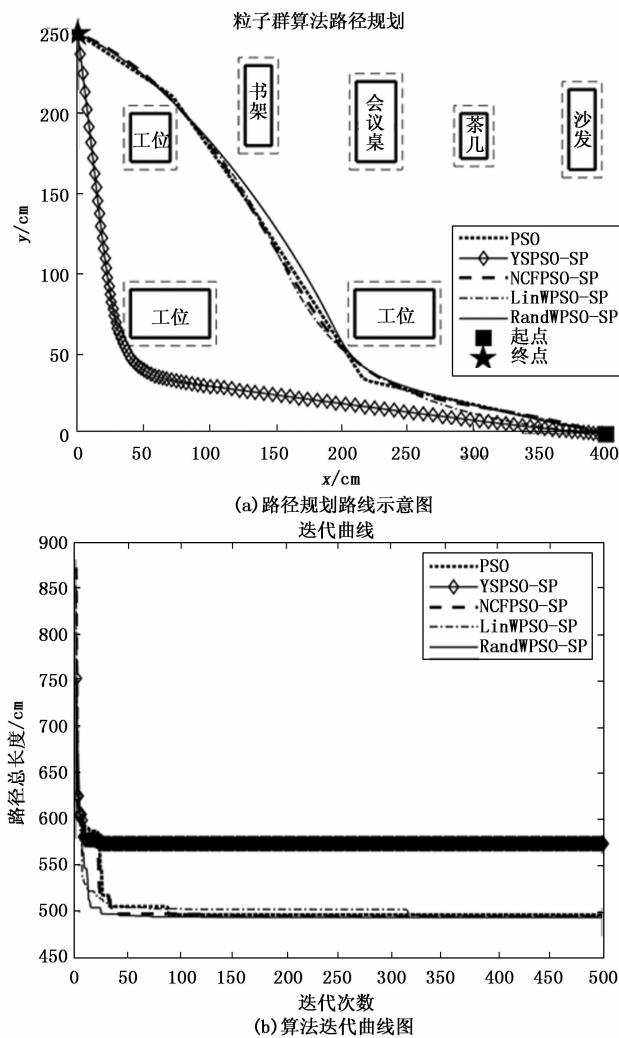 粒子群算法路径规划
250
200
150
100
50
0
y/cm
书架
会议桌
茶几
沙发
工位
工位
工位
PSO
YSPSO-SP
NCFPSO-SP
LinWPSO-SP
RandWPSO-SP
起点
终点
0 50 100 150 200 250 300 350 400
x/cm
(a)路径规划路线示意图
迭代曲线
900
850
800
750
700
650
600
550
500
450
路径总长度/cm
PSO
YSPSO-SP
NCFPSO-SP
LinWPSO-SP
RandWPSO-SP
0 50 100 150 200 250 300 350 400 450 500
迭代次数
(b)算法迭代曲线图